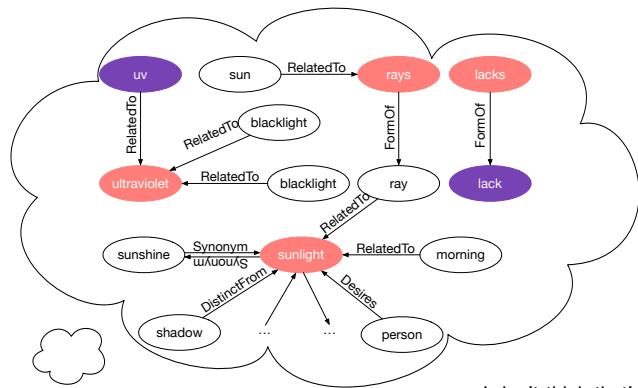 uv
sun
RelatedTo
rays
lacks
RelatedTo
RelatedTo
blacklight
FormOf
FormOf
ultraviolet
RelatedTo
blacklight
ray
lack
RelatedTo
sunshine
Synonym
Synonym
sunlight
RelatedTo
morning
DistinctFrom
Desires
shadow
...
...
person